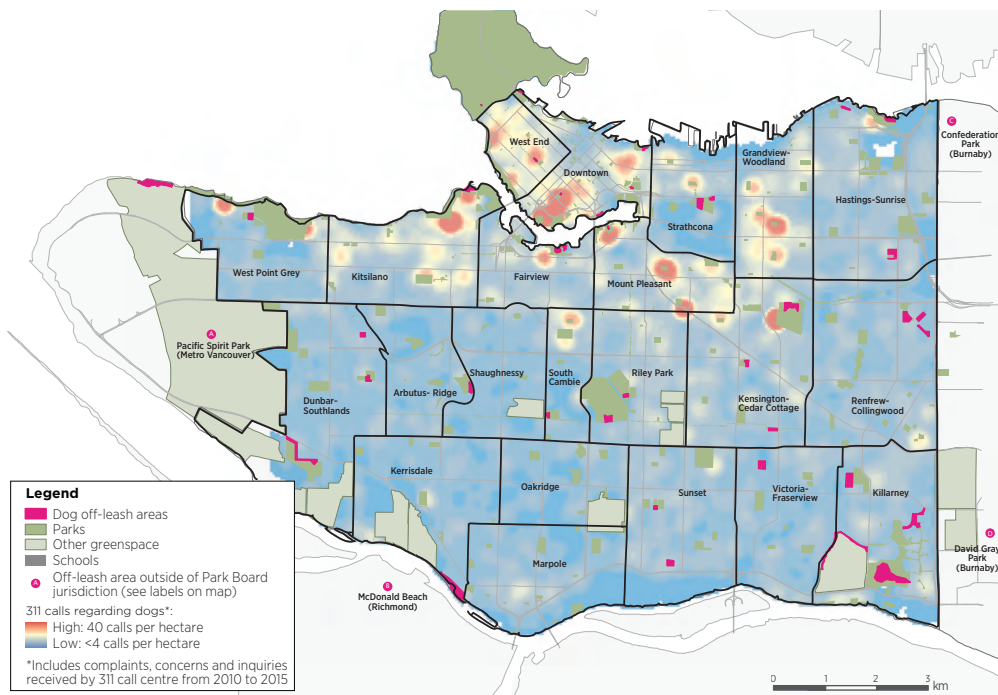 West End
Downtown
Grandview-
Woodland
C
Confederation
Park
(Burnaby)
Hastings-Sunrise
Strathcona
West Point Grey
Kitsilano
Fairview
Mount Pleasant
A
Pacific Spirit Park
(Metro Vancouver)
Dunbar-
Southlands
Arbutus- Ridge
Shaughnessy
South
Cambie
Riley Park
Kensington-
Cedar Cottage
Renfrew-
Collingwood
Kerrisdale
Oakridge
Sunset
Victoria-
Fraserview
Killarney
Marpole
D
David Gray
Park
(Burnaby)
B
McDonald Beach
(Richmond)
Legend
Dog off-leash areas
Parks
Other greenspace
Schools
A
Off-leash area outside of Park Board
jurisdiction (see labels on map)
311 calls regarding dogs*:
High: 40 calls per hectare
Low: <4 calls per hectare
*Includes complaints, concerns and inquiries
received by 311 call centre from 2010 to 2015
0 1 2 3
km